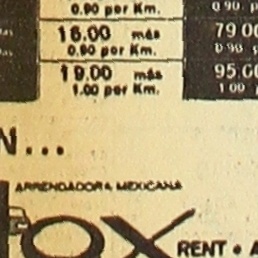 0.90 por Km.
16.00 más
0.90 por Km.
79.00
19.00 más
1.00 por Km.
95.00
N...
ARRENDADORA MEXICANA
OX
RENT • A